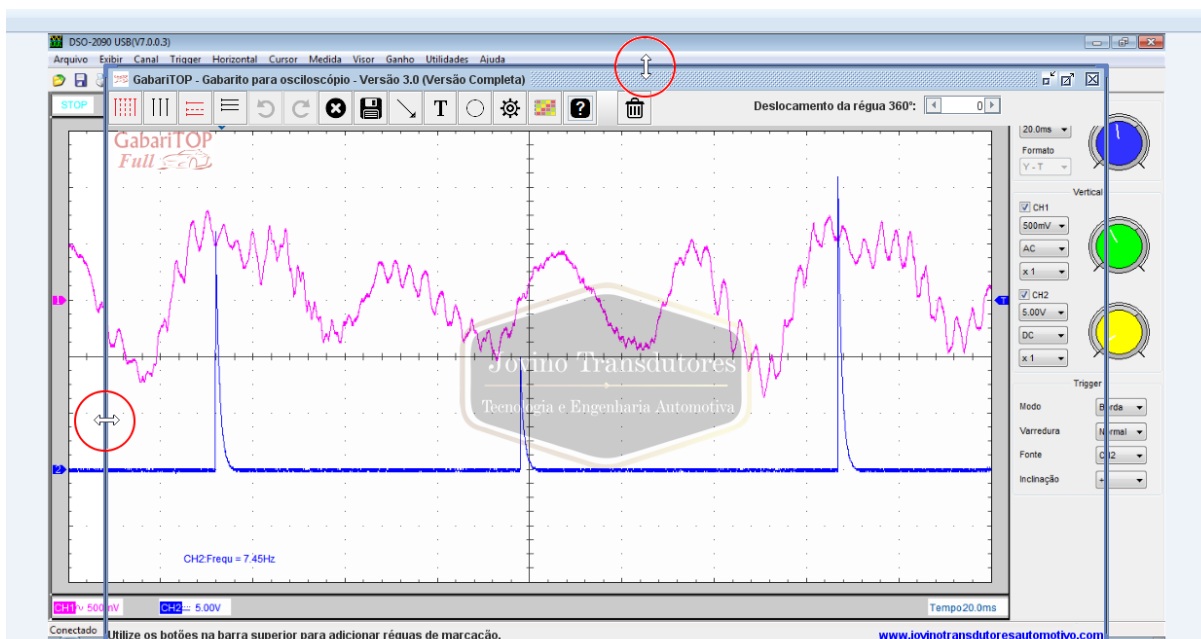 DSO-2090 USB(V7.0.0.3)
Arquivo Exibir Canal Trigger Horizontal Cursor Medida Visor Ganho Utilidades Ajuda
GabariTOP - Gabarito para osciloscópio - Versão 3.0 (Versão Completa)
STOP
T
?
Deslocamento da régua 360°:
0
GabariTOP
Full
20.0ms
Formato
Y - T
Vertical
CH1
500mV
AC
x 1
CH2
5.00V
DC
x 1
Trigger
Modo
Borda
Varredura
Normal
Fonte
CH2
Inclinação
+
1
T
2
Jovino Transdutores
Tecnologia e Engenharia Automotiva
CH2:Frequ = 7.45Hz
CH1 500mV
CH2 5.00V
Tempo20.0ms
Conectado
Utilize os botões na barra superior para adicionar réguas de marcação.
www.jovinotransdutoresautomotivo.com